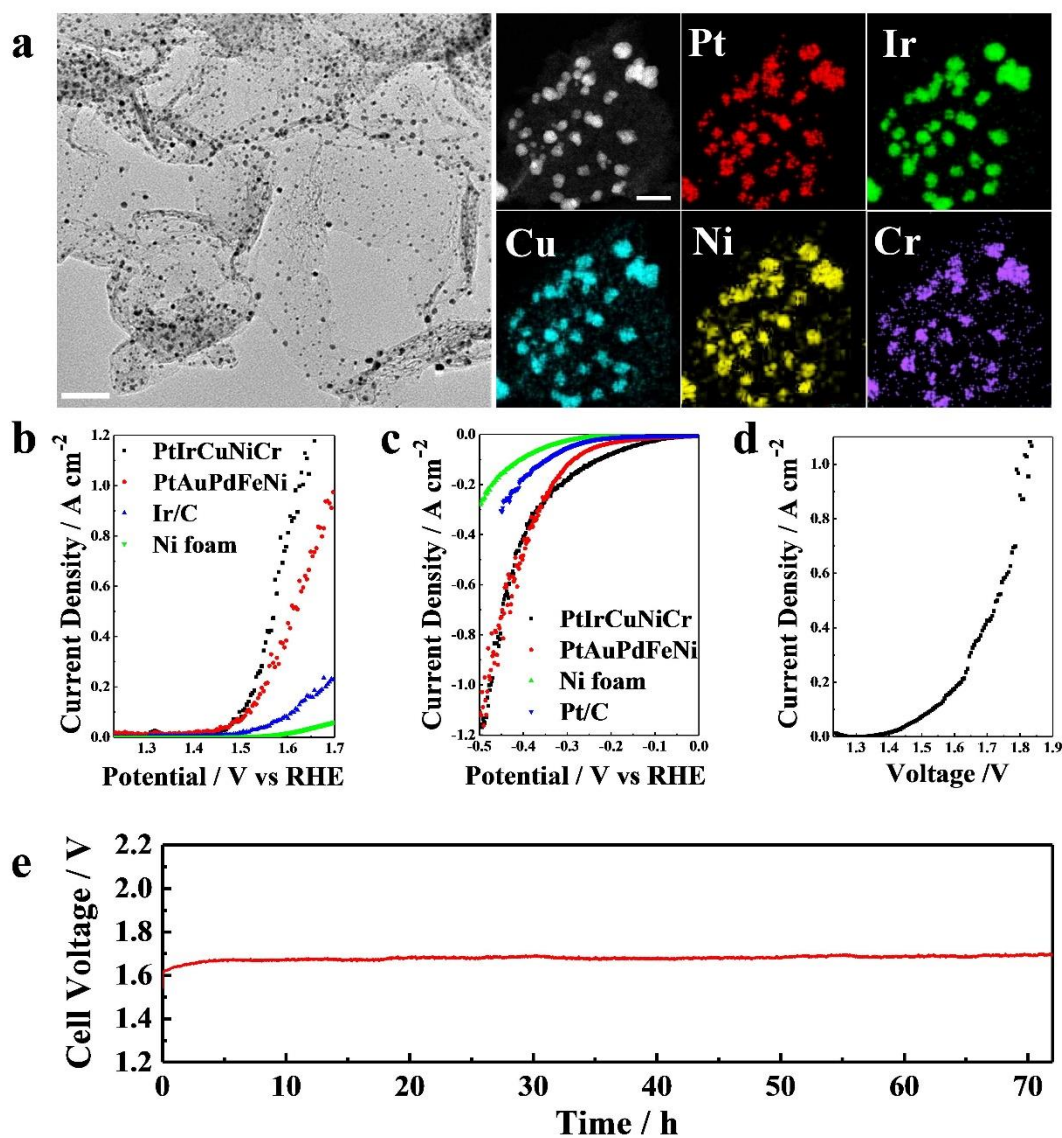 a
Pt
Ir
Cu
Ni
Cr
b
Current Density / A cm-2
1.2
1.0
0.8
0.6
0.4
0.2
0.0
PtIrCuNiCr
PtAuPdFeNi
Ir/C
Ni foam
1.3 1.4 1.5 1.6 1.7
Potential / V vs RHE
c
Current Density / A cm-2
0.0
-0.2
-0.4
-0.6
-0.8
-1.0
-1.2
PtIrCuNiCr
PtAuPdFeNi
Ni foam
Pt/C
-0.5 -0.4 -0.3 -0.2 -0.1 0.0
Potential / V vs RHE
d
Current Density / A cm-2
1.0
0.8
0.6
0.4
0.2
0.0
1.3 1.4 1.5 1.6 1.7 1.8 1.9
Voltage /V
e
Cell Voltage / V
2.2
2.0
1.8
1.6
1.4
1.2
0 10 20 30 40 50 60 70
Time / h